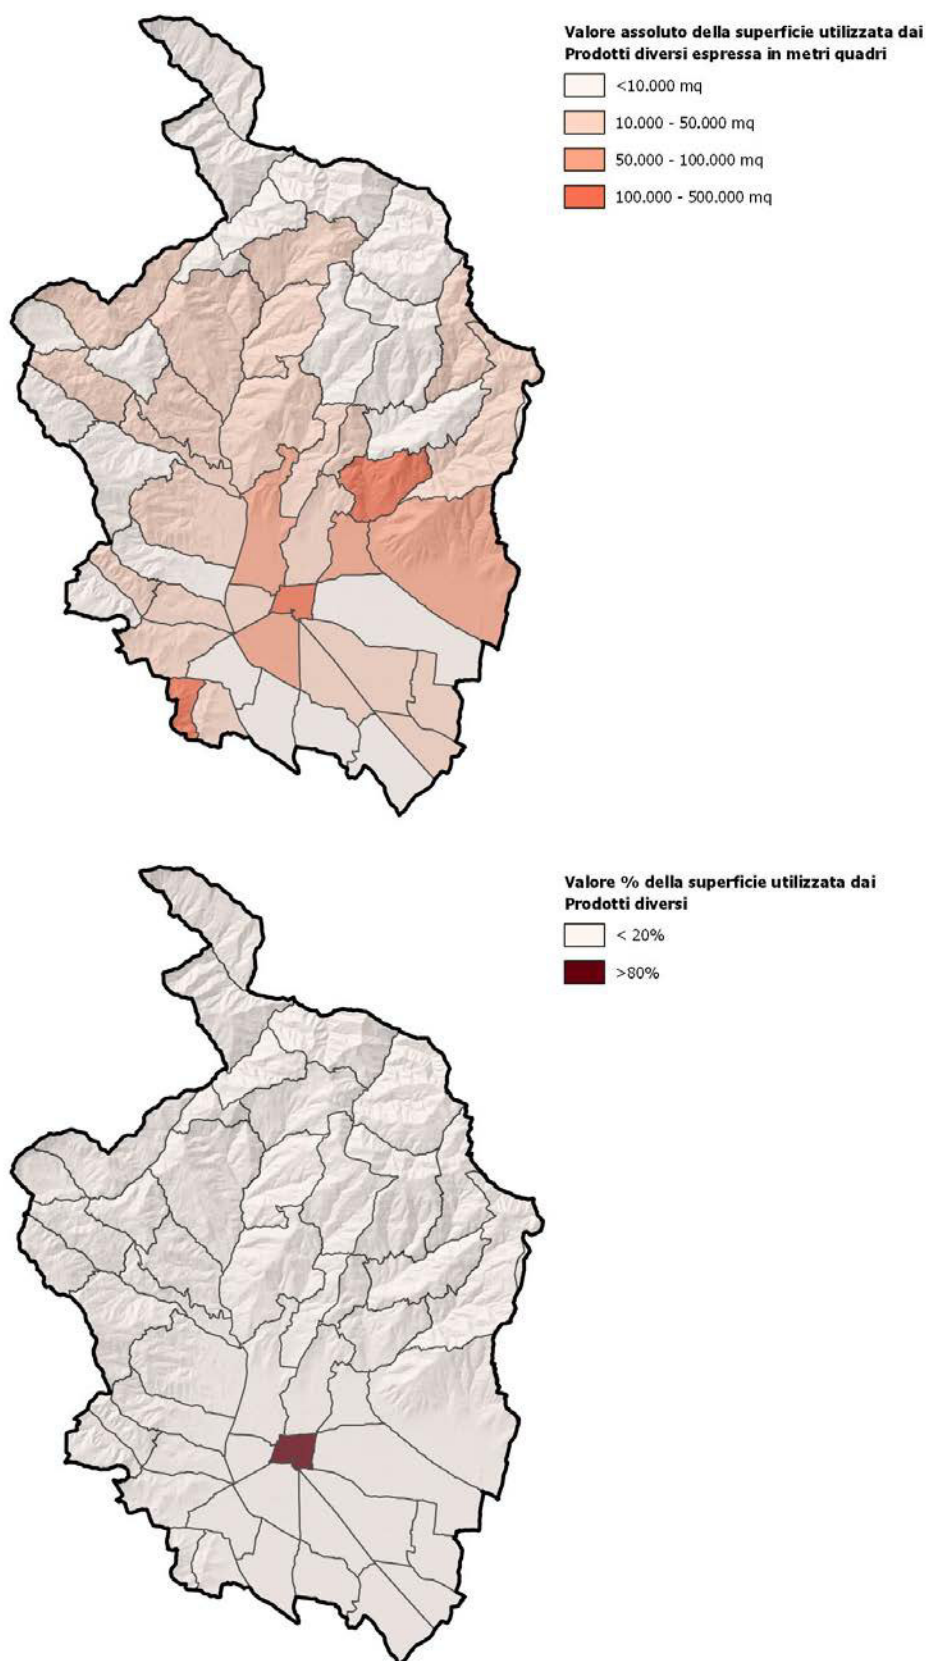 Valore assoluto della superficie utilizzata dai
Prodotti diversi espressa in metri quadri
<10.000 mq
10.000 - 50.000 mq
50.000 - 100.000 mq
100.000 - 500.000 mq
Valore % della superficie utilizzata dai
Prodotti diversi
< 20%
>80%